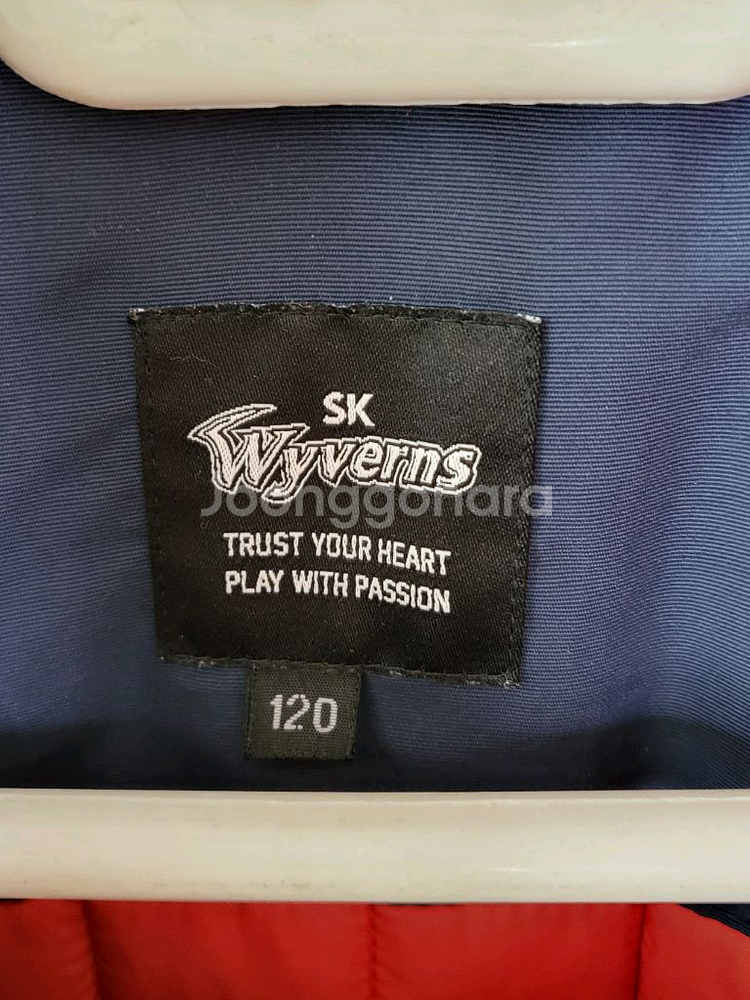 SK
Wyverns
Joonggonara
TRUST YOUR HEART
PLAY WITH PASSION
120